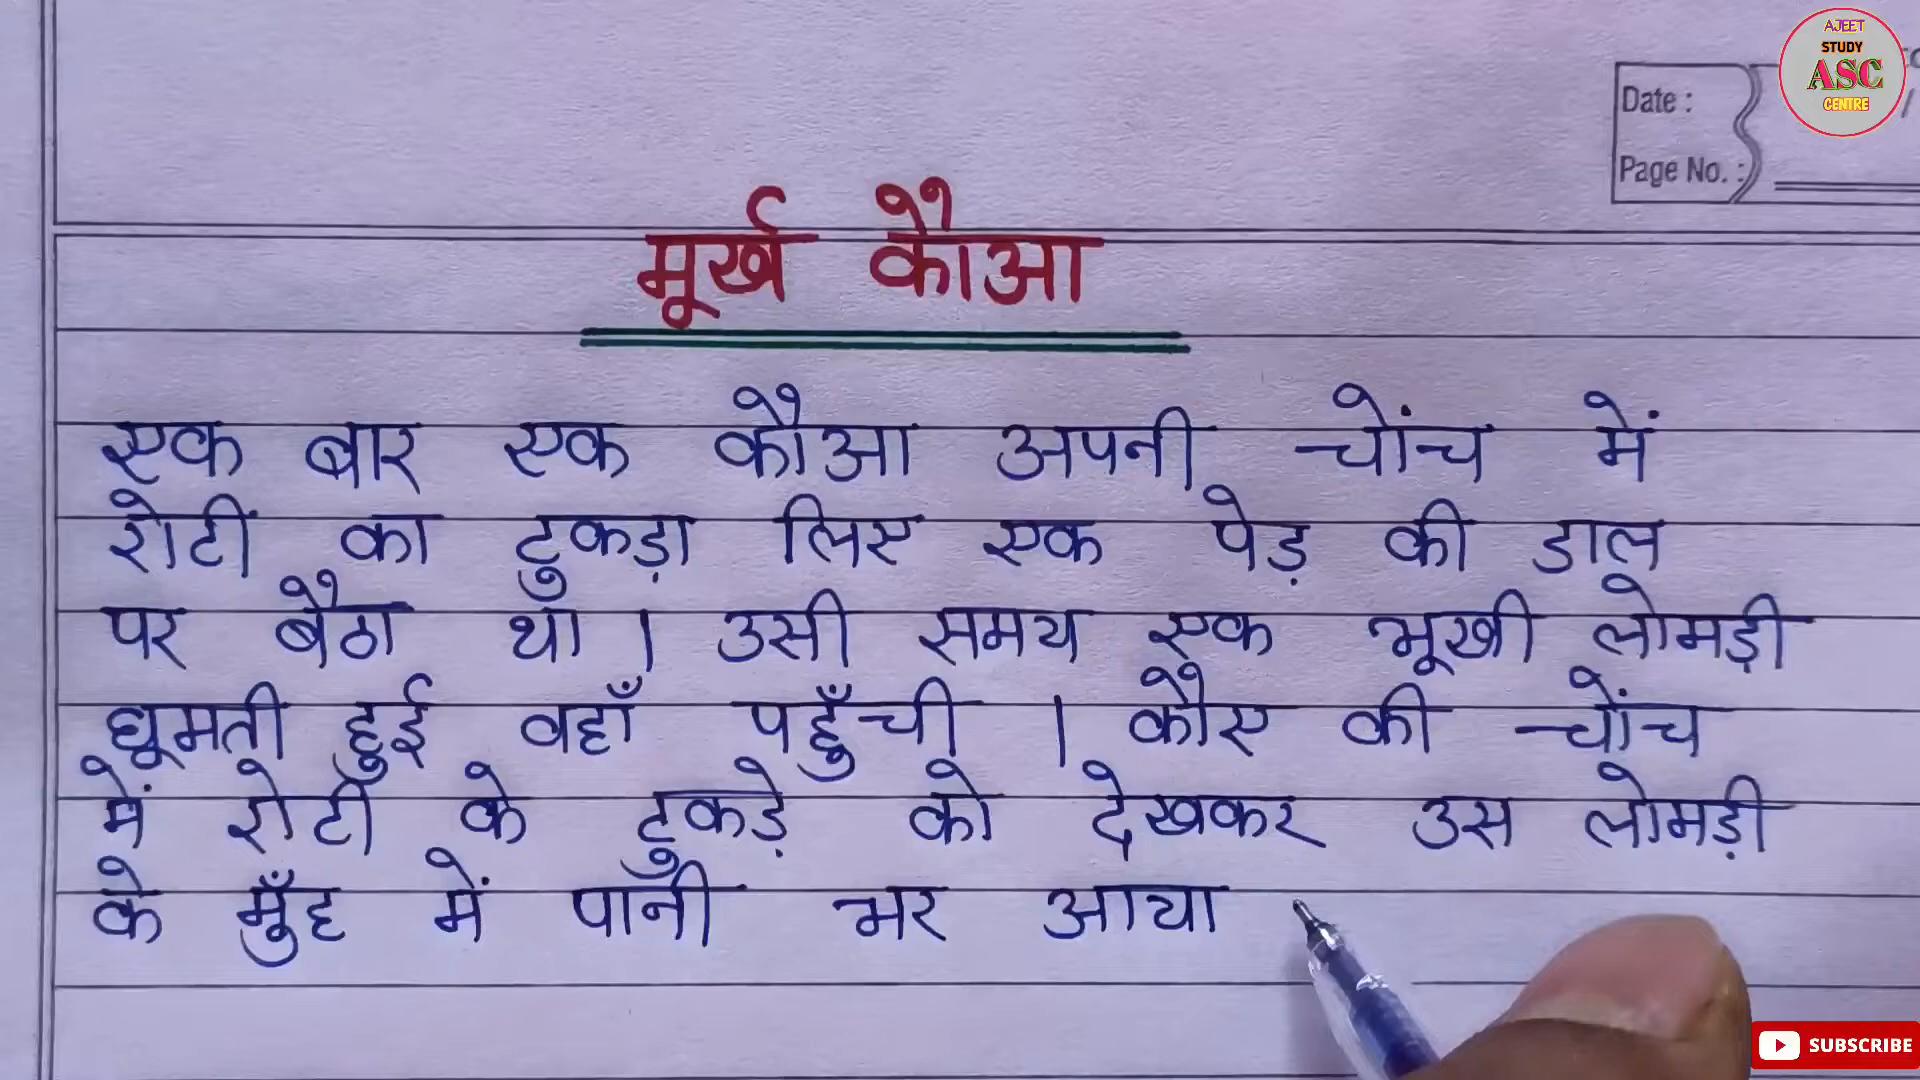 AJEET
STUDY
ASC
CENTRE
Date :
Page No. :
मूर्ख कौआ
एक बार एक कौआ अपनी चोंच में
रोटी का टुकड़ा लिए एक पेड़ की डाल
पर बैठा था । उसी समय एक भूखी लोमड़ी
घूमती हुई वहाँ पहुँची । कौए की चोंच
में रोटी के टुकड़े को देखकर उस लोमड़ी
के मुँह में पानी भर आया
SUBSCRIBE